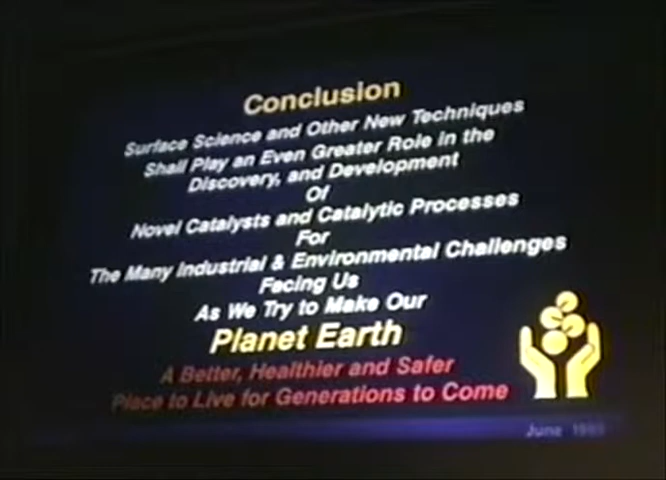 Conclusion
Surface Science and Other New Techniques
Shall Play an Even Greater Role in the
Discovery, and Development
Of
Novel Catalysts and Catalytic Processes
For
The Many Industrial & Environmental Challenges
Facing Us
As We Try to Make Our
Planet Earth
A Better, Healthier and Safer
Place to Live for Generations to Come
June